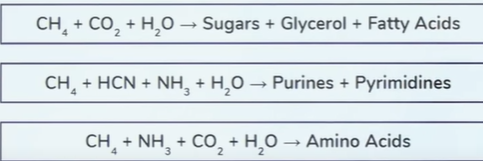 CH₄ + CO₂ + H₂O → Sugars + Glycerol + Fatty Acids
CH₄ + HCN + NH₃ + H₂O → Purines + Pyrimidines
CH₄ + NH₃ + CO₂ + H₂O → Amino Acids